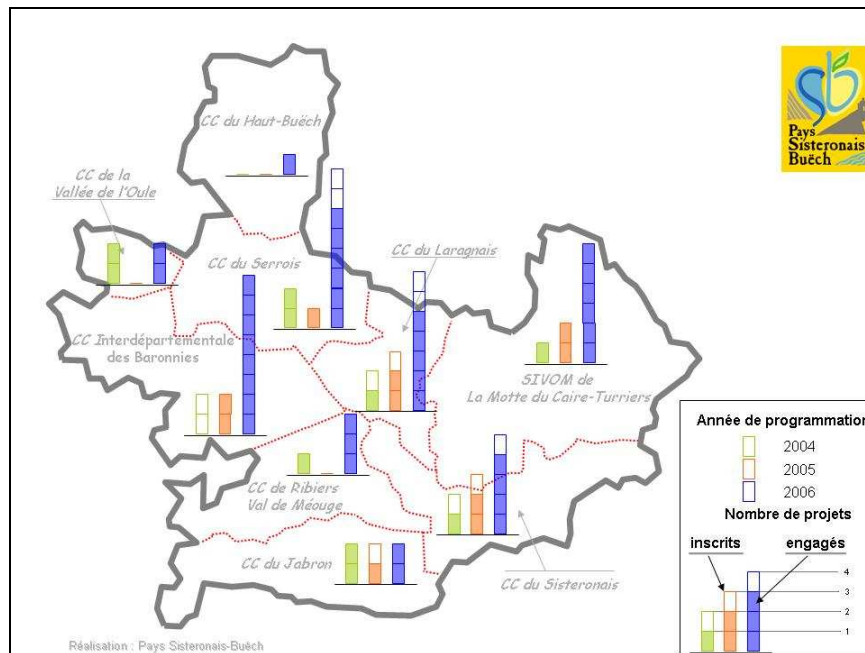 CC du Haut-Buëch
Pays
Sisteronais
Buëch
CC de la
Vallée de l'Oule
CC du Serrois
CC du Laragnais
CC Interdépartementale
des Baronnies
SIVOM de
La Motte du Caire-Turriers
CC de Ribiers
Val de Méouge
CC du Jabron
CC du Sisteronais
Année de programmation
2004
2005
2006
Nombre de projets
inscrits
engagés
4
3
2
1
Réalisation : Pays Sisteronais-Buëch